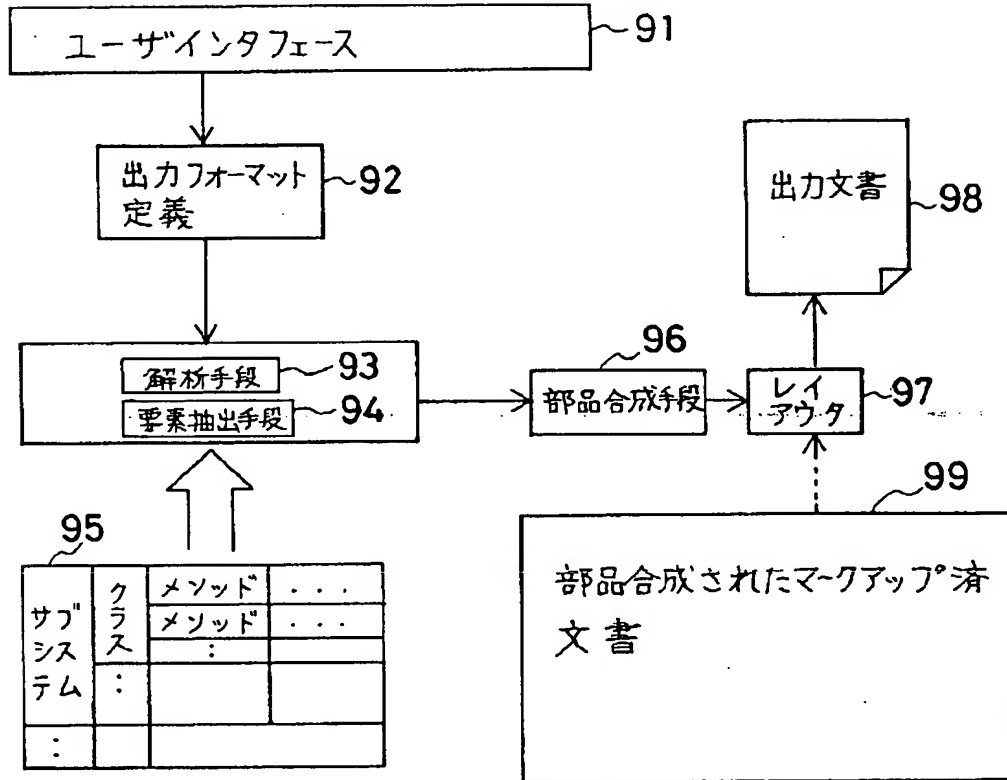 ユーザインタフェース
91
出力フォーマット
定義
92
出力文書
98
解析手段
93
要素抽出手段
94
96
部品合成手段
レイ
アウタ
97
95
サブ
システム
クラス
メソッド
...
メソッド
...
:
:
:
99
部品合成されたマークアップ済
文書